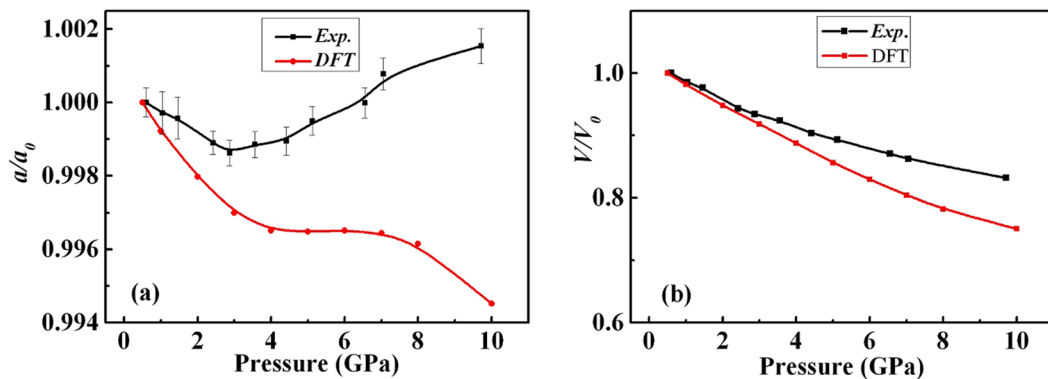 1.002
1.000
0.998
0.996
0.994
a/a₀
Exp.
DFT
(a)
0 2 4 6 8 10
Pressure (GPa)
1.0
0.8
0.6
V/V₀
Exp.
DFT
(b)
0 2 4 6 8 10
Pressure (GPa)